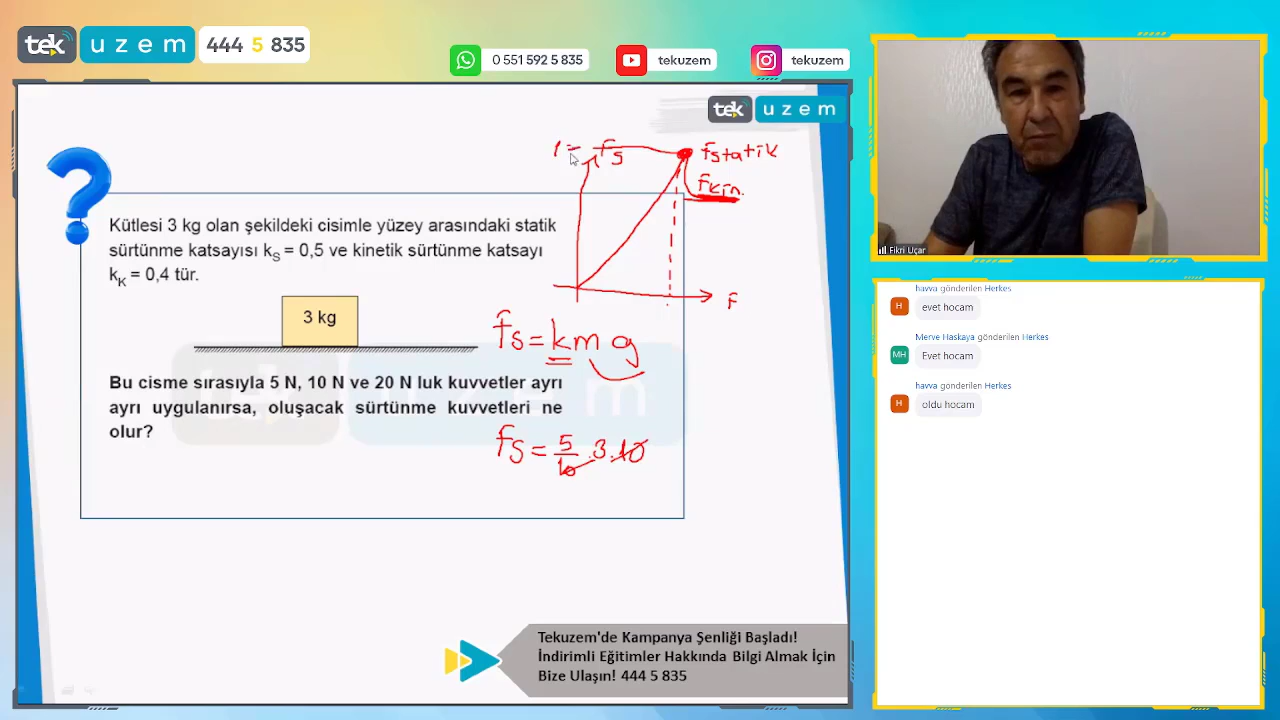 tek uzem 444 5 835
0 551 592 5 835
tekuzem
tekuzem
tek uzem
fs
fstatik
fkin.
F
Kütlesi 3 kg olan şekildeki cisimle yüzey arasındaki statik
sürtünme katsayısı kS = 0,5 ve kinetik sürtünme katsayı
kK = 0,4 tür.
3 kg
fs = kmg
Bu cisme sırasıyla 5 N, 10 N ve 20 N luk kuvvetler ayrı
ayrı uygulanırsa, oluşacak sürtünme kuvvetleri ne
olur?
fs = 5/10 .3.10
tek uzem
Tekuzem'de Kampanya Şenliği Başladı!
İndirimli Eğitimler Hakkında Bilgi Almak İçin
Bize Ulaşın! 444 5 835
Fikri Uçar
havva gönderilen Herkes
H
evet hocam
Merve Haskaya gönderilen Herkes
MH
Evet hocam
havva gönderilen Herkes
H
oldu hocam